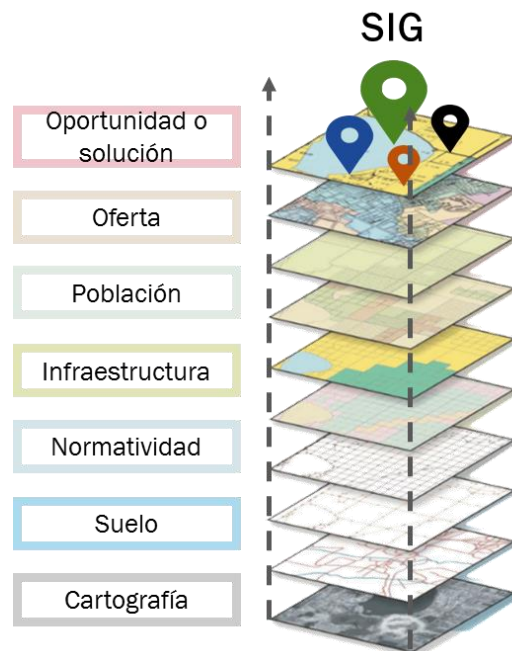 SIG
Oportunidad o
solución
Oferta
Población
Infraestructura
Normatividad
Suelo
Cartografía